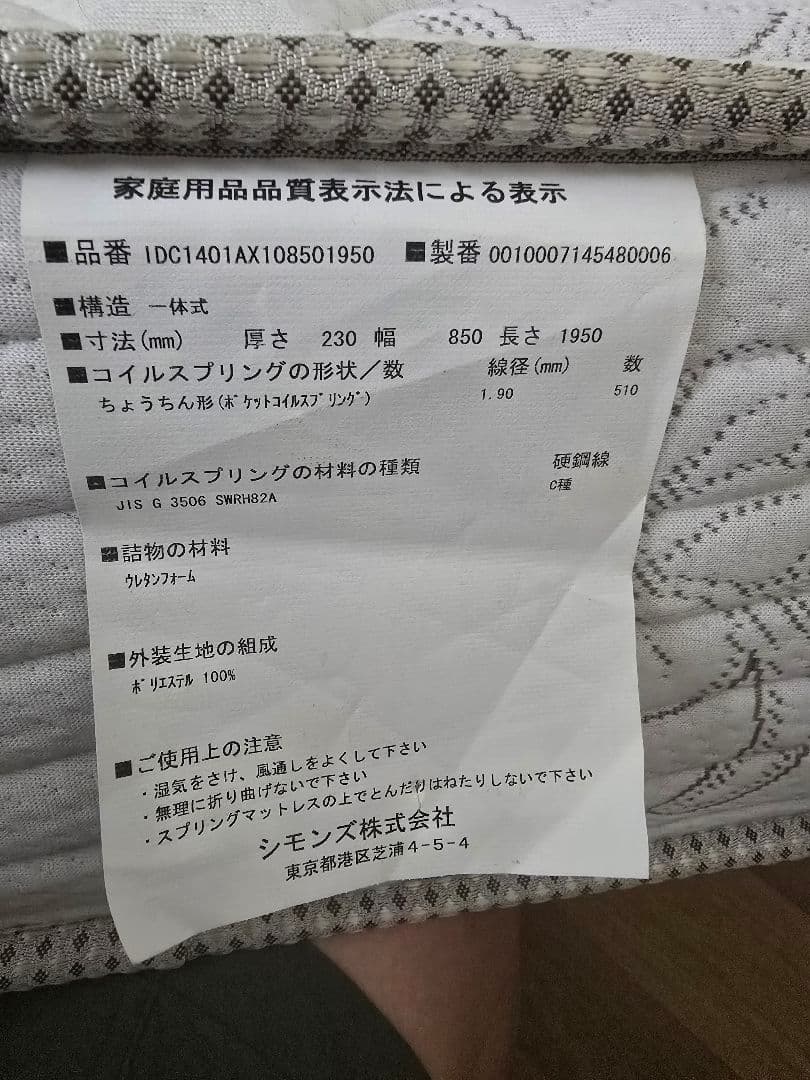 家庭用品品質表示法による表示
■品番 IDC1401AX108501950 ■製番 0010007145480006
■構造 一体式
■寸法(mm) 厚さ 230 幅 850 長さ 1950
■コイルスプリングの形状／数 線径(mm) 数
ちょうちん形(ﾎﾟｹｯﾄｺｲﾙｽﾌﾟﾘﾝｸﾞ) 1.90 510
■コイルスプリングの材料の種類 硬鋼線
JIS G 3506 SWRH82A C種
■詰物の材料
ｳﾚﾀﾝﾌｫｰﾑ
■外装生地の組成
ﾎﾟﾘｴｽﾃﾙ 100%
■ご使用上の注意
・湿気をさけ、風通しをよくして下さい
・無理に折り曲げないで下さい
・スプリングマットレスの上でとんだりはねたりしないで下さい
シモンズ株式会社
東京都港区芝浦4-5-4